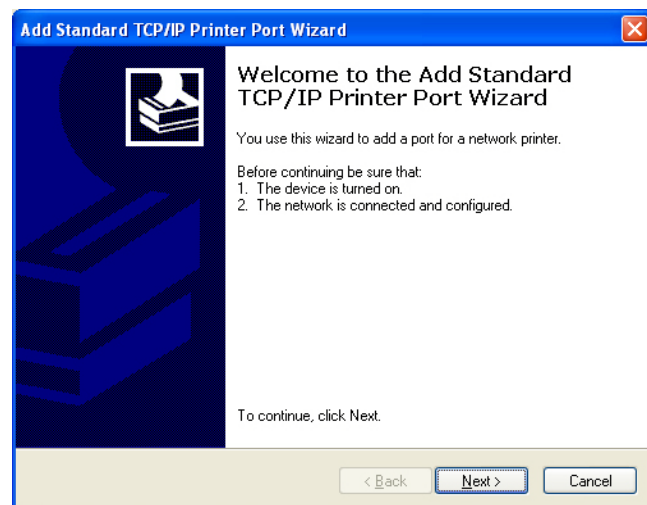 Add Standard TCP/IP Printer Port Wizard
Welcome to the Add Standard
TCP/IP Printer Port Wizard
You use this wizard to add a port for a network printer.
Before continuing be sure that:
1. The device is turned on.
2. The network is connected and configured.
To continue, click Next.
< Back Next > Cancel